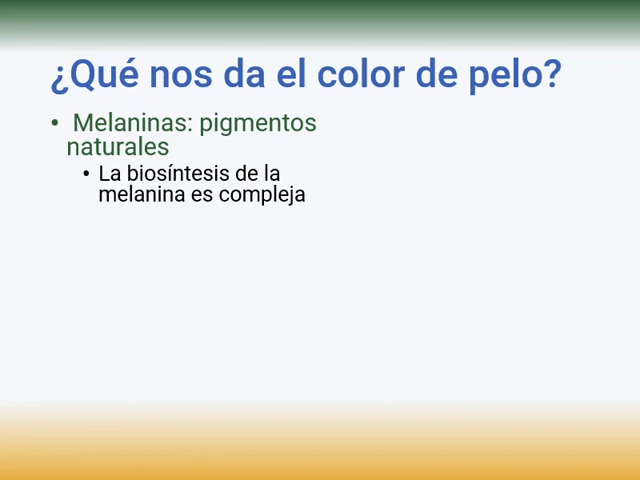 ¿Qué nos da el color de pelo?
• Melaninas: pigmentos
naturales
• La biosíntesis de la
melanina es compleja